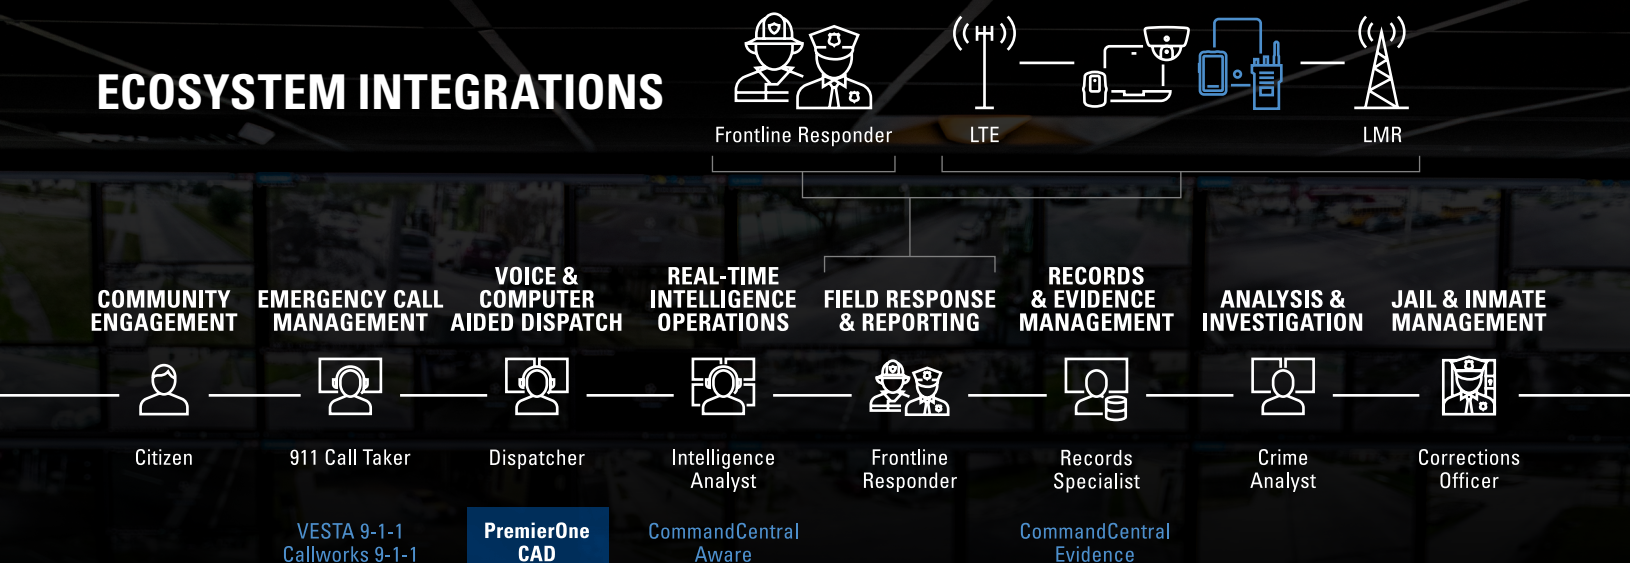 ECOSYSTEM INTEGRATIONS
Frontline Responder
LTE
LMR
COMMUNITY
ENGAGEMENT
Citizen
EMERGENCY CALL
MANAGEMENT
911 Call Taker
VESTA 9-1-1
Callworks 9-1-1
VOICE &
COMPUTER
AIDED DISPATCH
Dispatcher
PremierOne
CAD
REAL-TIME
INTELLIGENCE
OPERATIONS
Intelligence
Analyst
CommandCentral
Aware
FIELD RESPONSE
& REPORTING
Frontline
Responder
RECORDS
& EVIDENCE
MANAGEMENT
Records
Specialist
CommandCentral
Evidence
ANALYSIS &
INVESTIGATION
Crime
Analyst
JAIL & INMATE
MANAGEMENT
Corrections
Officer